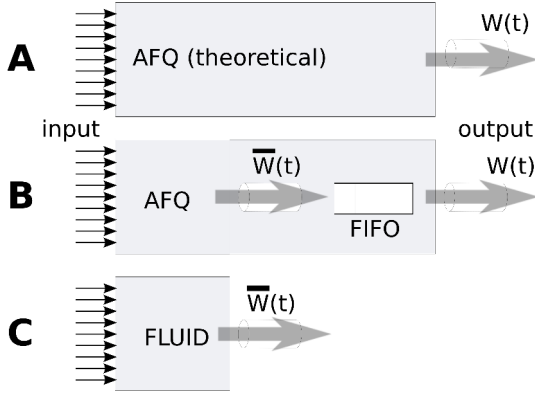 W(t)
A
AFQ (theoretical)
input
output
W̅(t)
W(t)
B
AFQ
FIFO
W̅(t)
C
FLUID